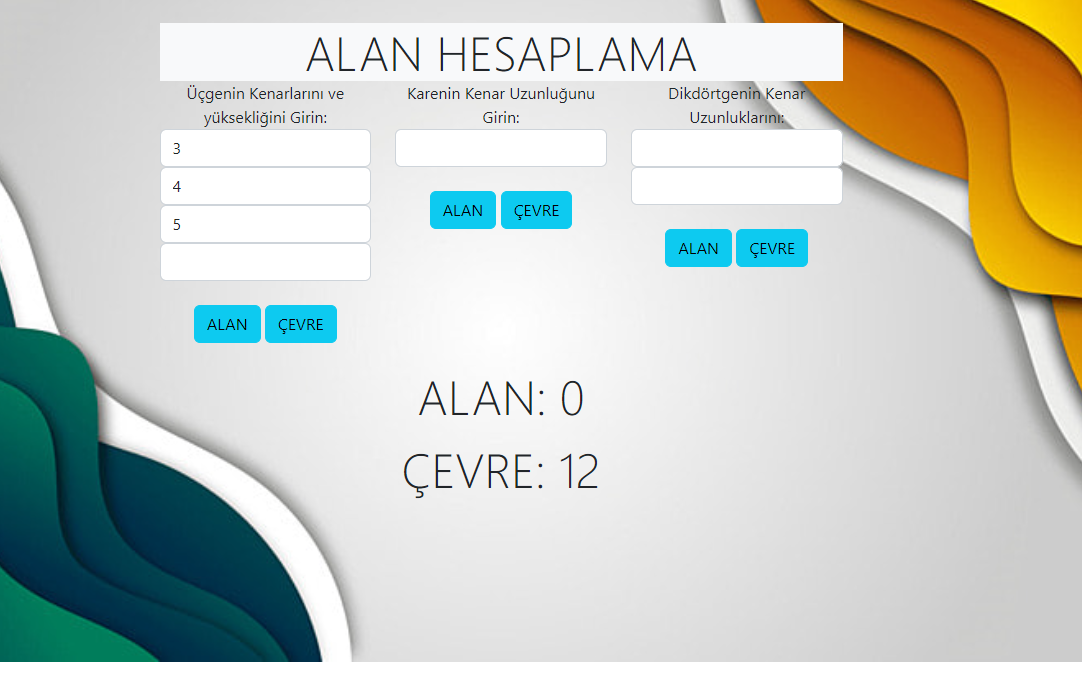 ALAN HESAPLAMA
Üçgenin Kenarlarını ve
yüksekliğini Girin:
3
4
5
ALAN ÇEVRE
Karenin Kenar Uzunluğunu
Girin:
ALAN ÇEVRE
Dikdörtgenin Kenar
Uzunluklarını:
ALAN ÇEVRE
ALAN: 0
ÇEVRE: 12